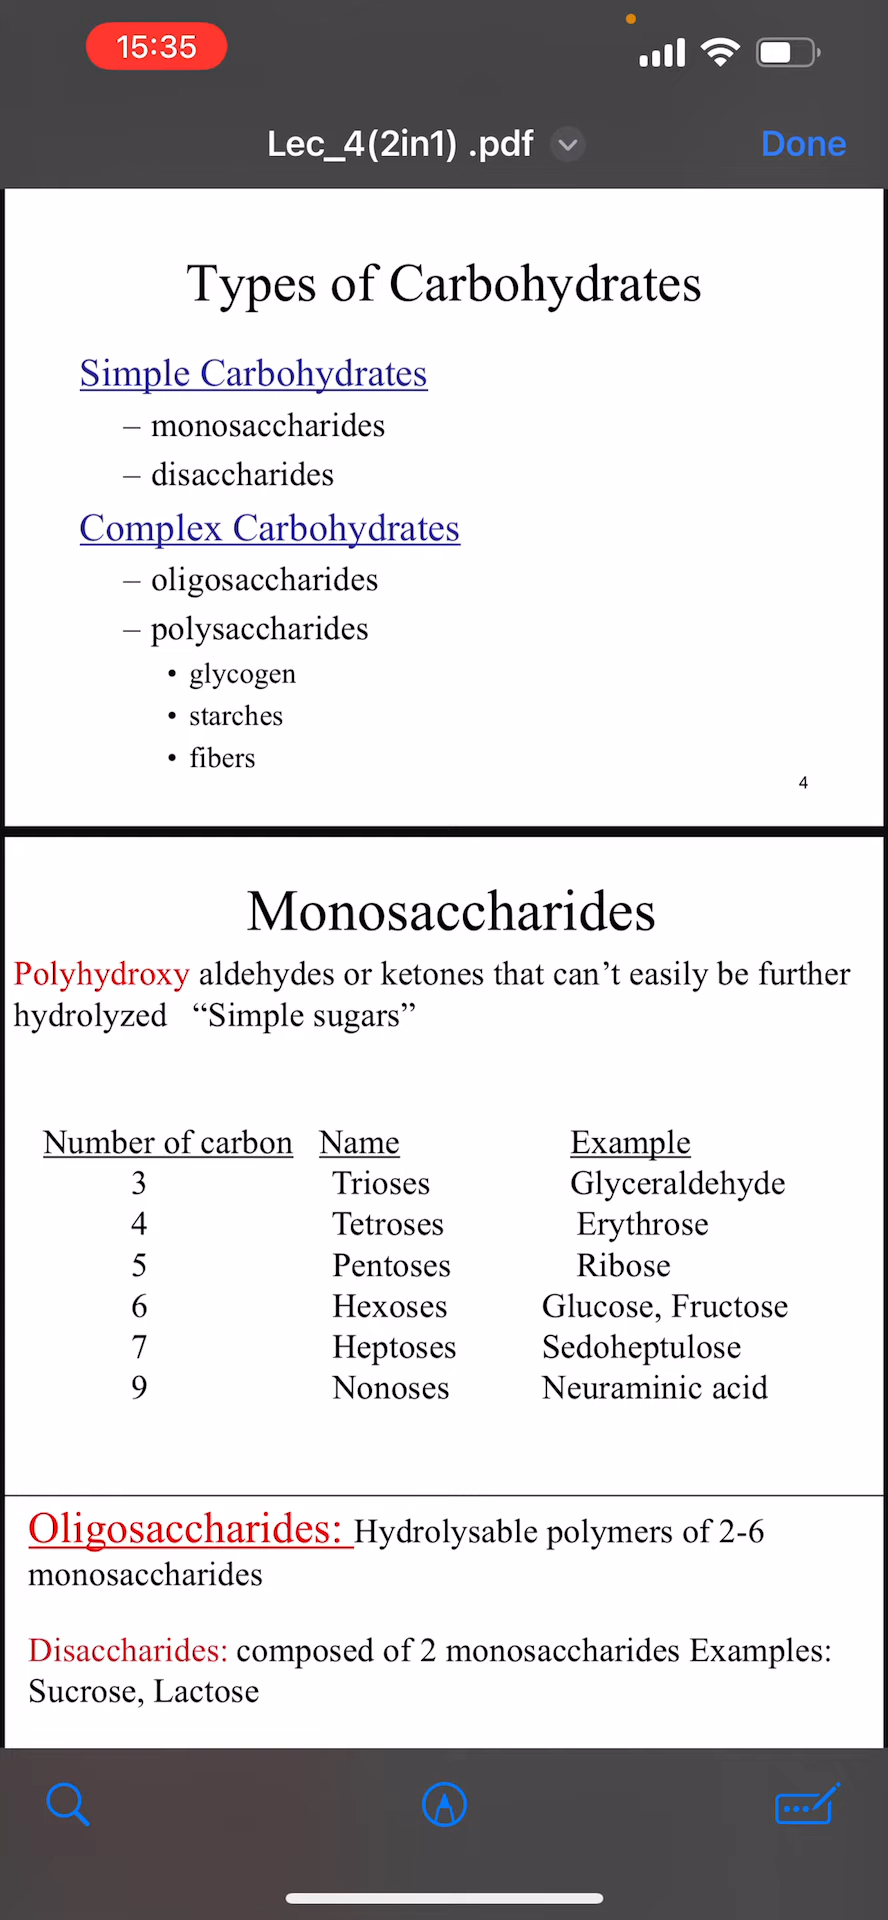 15:35
Lec_4(2in1) .pdf
Done
Types of Carbohydrates
Simple Carbohydrates
– monosaccharides
– disaccharides
Complex Carbohydrates
– oligosaccharides
– polysaccharides
• glycogen
• starches
• fibers
4
Monosaccharides
Polyhydroxy aldehydes or ketones that can’t easily be further
hydrolyzed “Simple sugars”
Number of carbon Name Example
3 Trioses Glyceraldehyde
4 Tetroses Erythrose
5 Pentoses Ribose
6 Hexoses Glucose, Fructose
7 Heptoses Sedoheptulose
9 Nonoses Neuraminic acid
Oligosaccharides: Hydrolysable polymers of 2-6
monosaccharides
Disaccharides: composed of 2 monosaccharides Examples:
Sucrose, Lactose